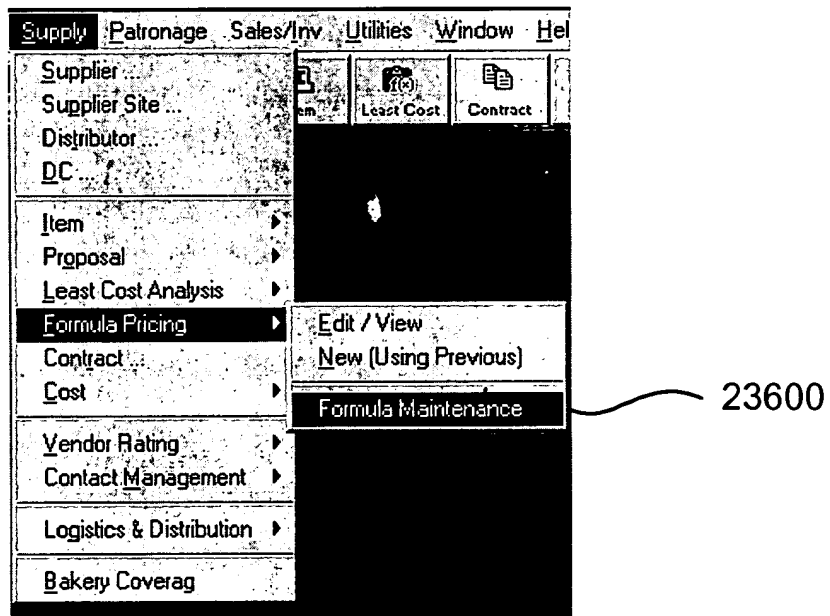 Supply Patronage Sales/Inv Utilities Window Hel
Supplier ...
Supplier Site ...
Distributor ...
DC ...
em Least Cost Contract
Item
Proposal
Least Cost Analysis
Formula Pricing
Contract ...
Cost
Vendor Rating
Contact Management
Logistics & Distribution
Bakery Coverag
Edit / View
New (Using Previous)
Formula Maintenance
23600